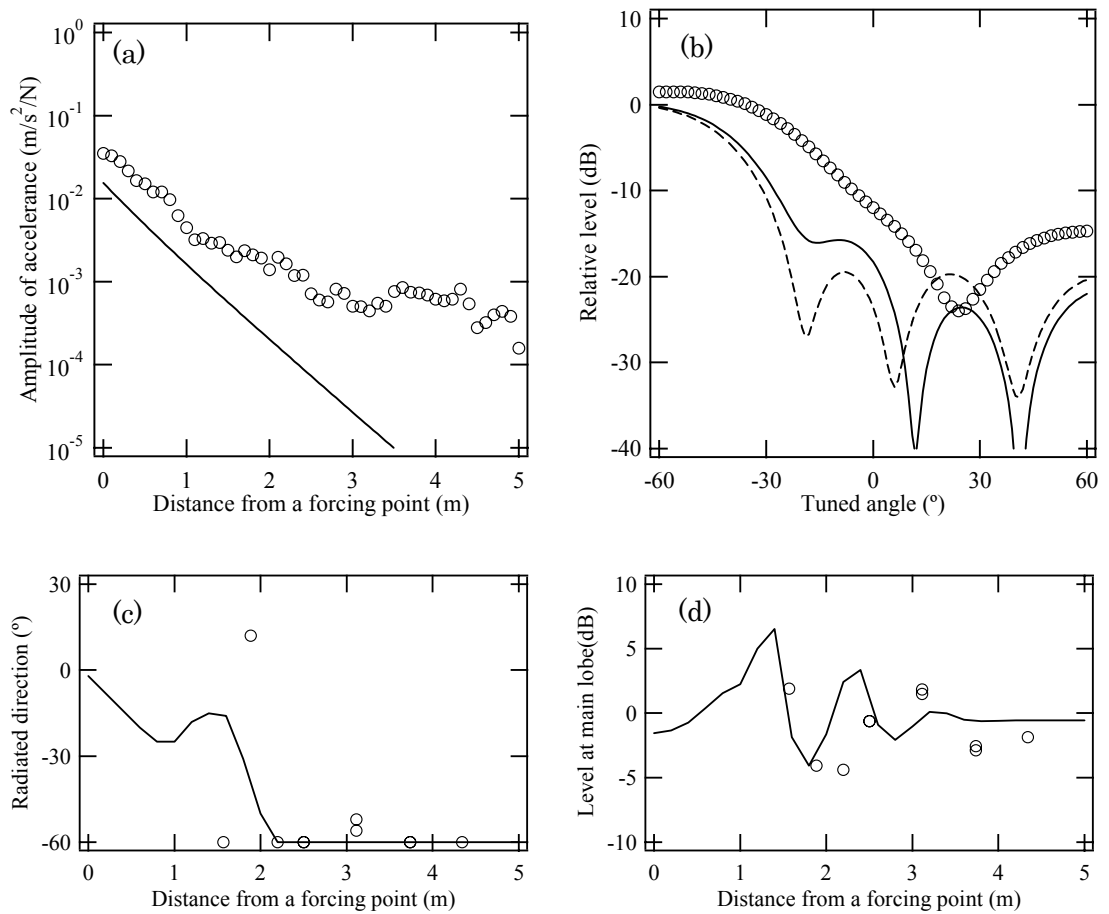 (a)
10⁰
10⁻¹
10⁻²
10⁻³
10⁻⁴
10⁻⁵
Amplitude of accelerance (m/s²/N)
0 1 2 3 4 5
Distance from a forcing point (m)
(b)
10
0
-10
-20
-30
-40
Relative level (dB)
-60 -30 0 30 60
Tuned angle (º)
(c)
30
0
-30
-60
Radiated direction (º)
0 1 2 3 4 5
Distance from a forcing point (m)
(d)
10
5
0
-5
-10
Level at main lobe(dB)
0 1 2 3 4 5
Distance from a forcing point (m)